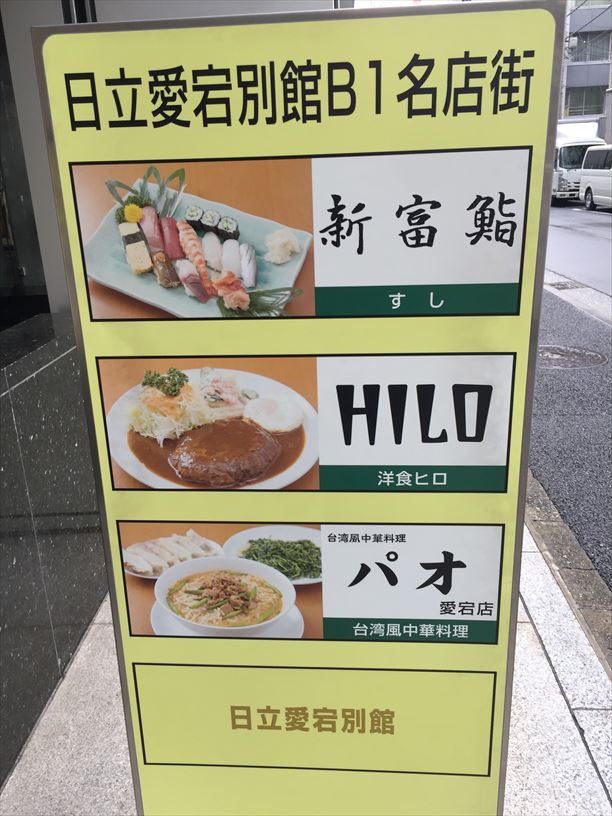 日立愛宕別館B1名店街
新富鮨
すし
HILO
洋食ヒロ
台湾風中華料理
パオ
愛宕店
台湾風中華料理
日立愛宕別館